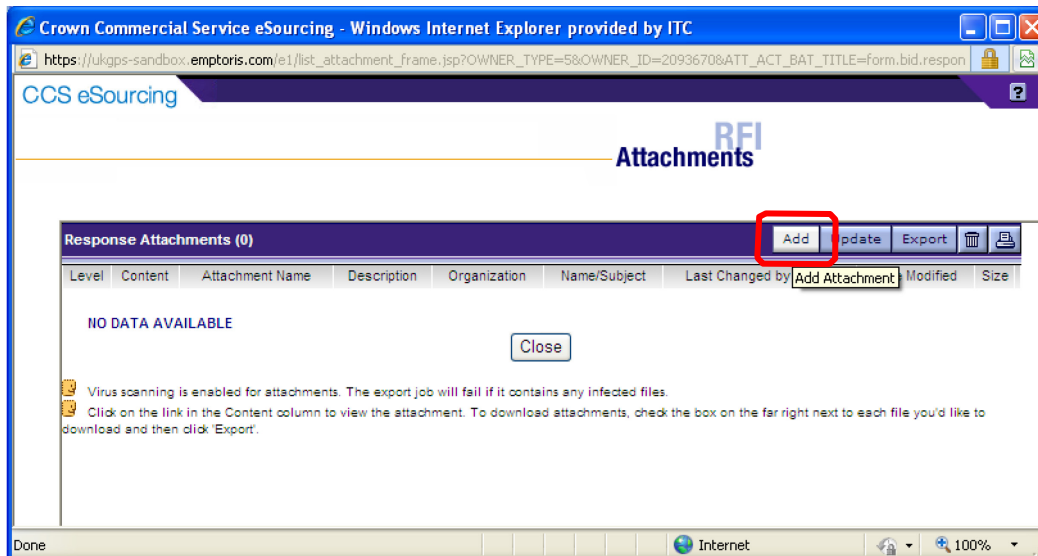 Crown Commercial Service eSourcing - Windows Internet Explorer provided by ITC
https://ukgps-sandbox.emptoris.com/e1/list_attachment_frame.jsp?OWNER_TYPE=5&OWNER_ID=2093670&ATT_ACT_BAT_TITLE=form.bid.respon
CCS eSourcing
?
RFI
Attachments
Response Attachments (0) Add Update Export
Level Content Attachment Name Description Organization Name/Subject Last Changed by Modified Size
Add Attachment
NO DATA AVAILABLE
Close
Virus scanning is enabled for attachments. The export job will fail if it contains any infected files.
Click on the link in the Content column to view the attachment. To download attachments, check the box on the far right next to each file you'd like to
download and then click 'Export'.
Done Internet 100%